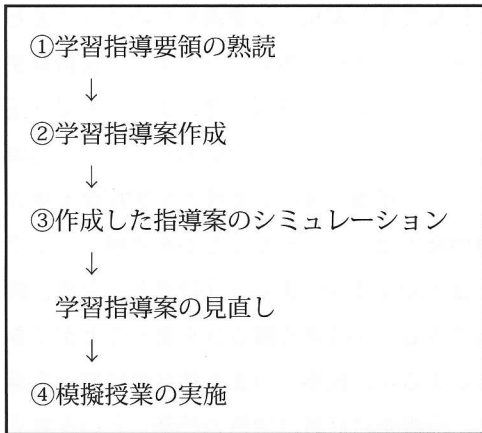 ①学習指導要領の熟読
↓
②学習指導案作成
↓
③作成した指導案のシミュレーション
↓
学習指導案の見直し
↓
④模擬授業の実施